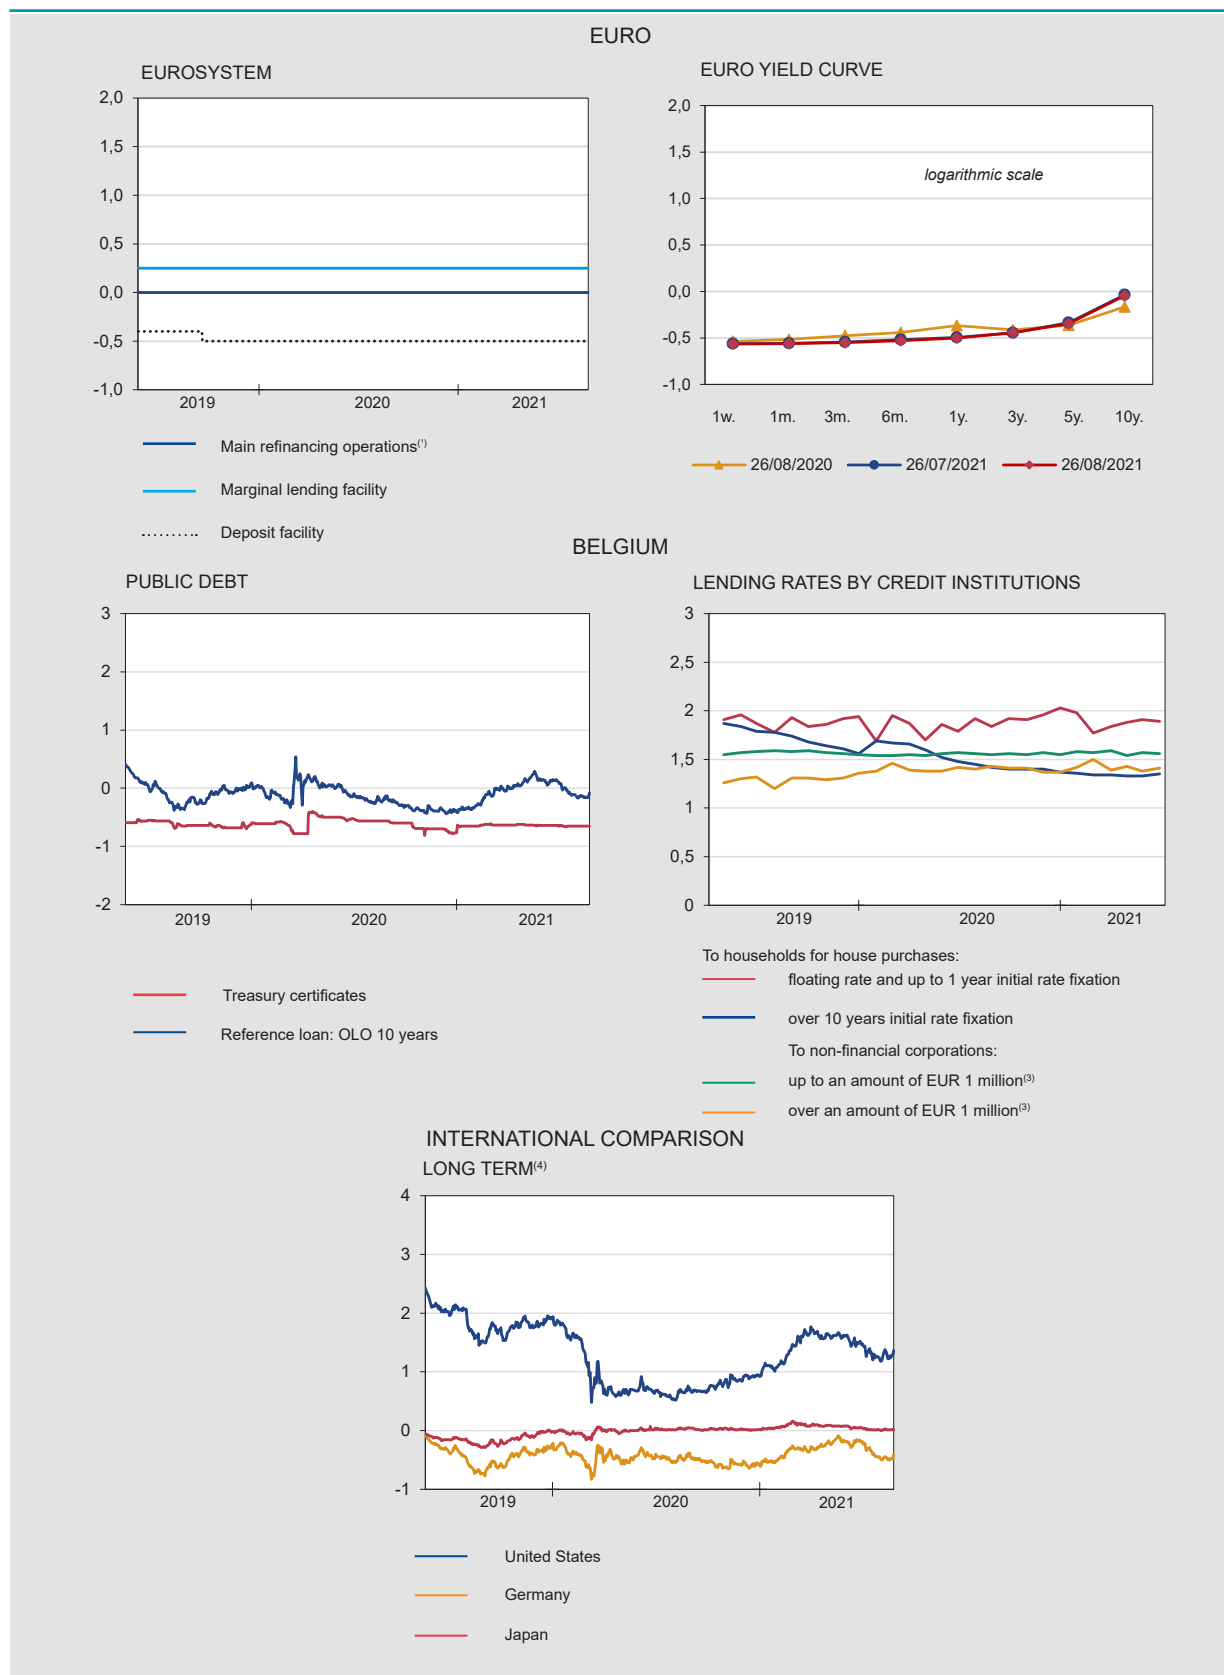 EURO
EUROSYSTEM
2,0
1,5
1,0
0,5
0,0
-0,5
-1,0
2019 2020 2021
Main refinancing operations(¹)
Marginal lending facility
Deposit facility
EURO YIELD CURVE
2,0
1,5
1,0
0,5
0,0
-0,5
-1,0
logarithmic scale
1w. 1m. 3m. 6m. 1y. 3y. 5y. 10y.
26/08/2020 26/07/2021 26/08/2021
BELGIUM
PUBLIC DEBT
3
2
1
0
-1
-2
2019 2020 2021
Treasury certificates
Reference loan: OLO 10 years
LENDING RATES BY CREDIT INSTITUTIONS
3
2,5
2
1,5
1
0,5
0
2019 2020 2021
To households for house purchases:
floating rate and up to 1 year initial rate fixation
over 10 years initial rate fixation
To non-financial corporations:
up to an amount of EUR 1 million(3)
over an amount of EUR 1 million(3)
INTERNATIONAL COMPARISON
LONG TERM(4)
4
3
2
1
0
-1
2019 2020 2021
United States
Germany
Japan